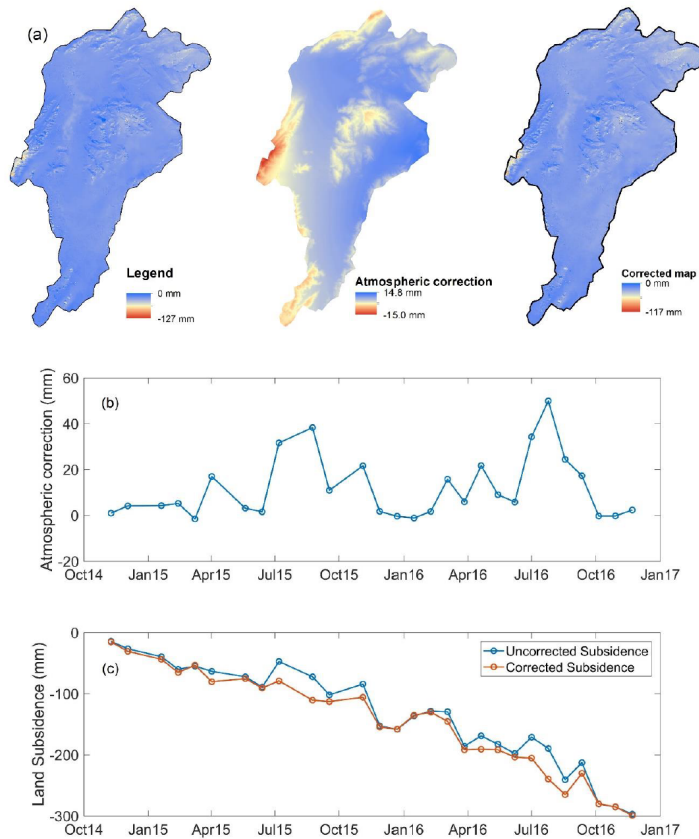 (a)
Legend
0 mm
-127 mm
Atmospheric correction
14.8 mm
-15.0 mm
Corrected map
0 mm
-117 mm
(b)
Atmospheric correction (mm)
60
40
20
0
-20
Oct14 Jan15 Apr15 Jul15 Oct15 Jan16 Apr16 Jul16 Oct16 Jan17
(c)
Land Subsidence (mm)
Uncorrected Subsidence
Corrected Subsidence
0
-100
-200
-300
Oct14 Jan15 Apr15 Jul15 Oct15 Jan16 Apr16 Jul16 Oct16 Jan17